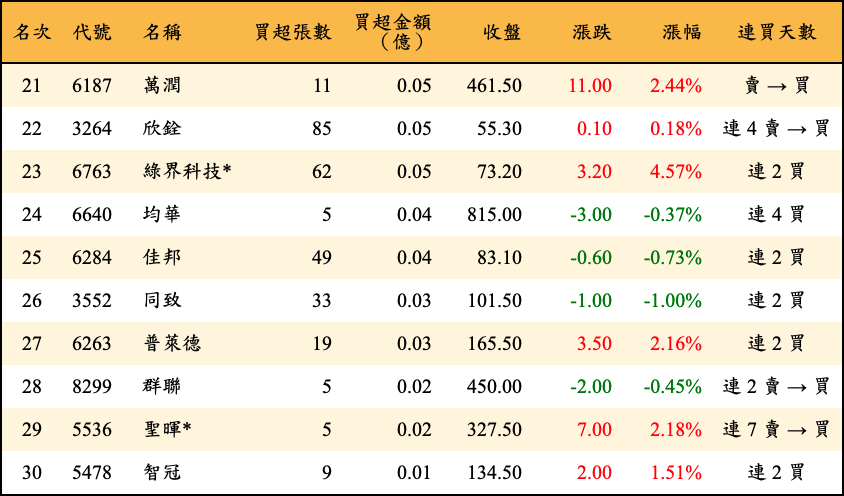 名次 代號 名稱 買超張數 買超金額（億） 收盤 漲跌 漲幅 連買天數
21 6187 萬潤 11 0.05 461.50 11.00 2.44% 賣 → 買
22 3264 欣銓 85 0.05 55.30 0.10 0.18% 連 4 賣 → 買
23 6763 綠界科技* 62 0.05 73.20 3.20 4.57% 連 2 買
24 6640 均華 5 0.04 815.00 -3.00 -0.37% 連 4 買
25 6284 佳邦 49 0.04 83.10 -0.60 -0.73% 連 2 買
26 3552 同致 33 0.03 101.50 -1.00 -1.00% 連 2 買
27 6263 普萊德 19 0.03 165.50 3.50 2.16% 連 2 買
28 8299 群聯 5 0.02 450.00 -2.00 -0.45% 連 2 賣 → 買
29 5536 聖暉* 5 0.02 327.50 7.00 2.18% 連 7 賣 → 買
30 5478 智冠 9 0.01 134.50 2.00 1.51% 連 2 買